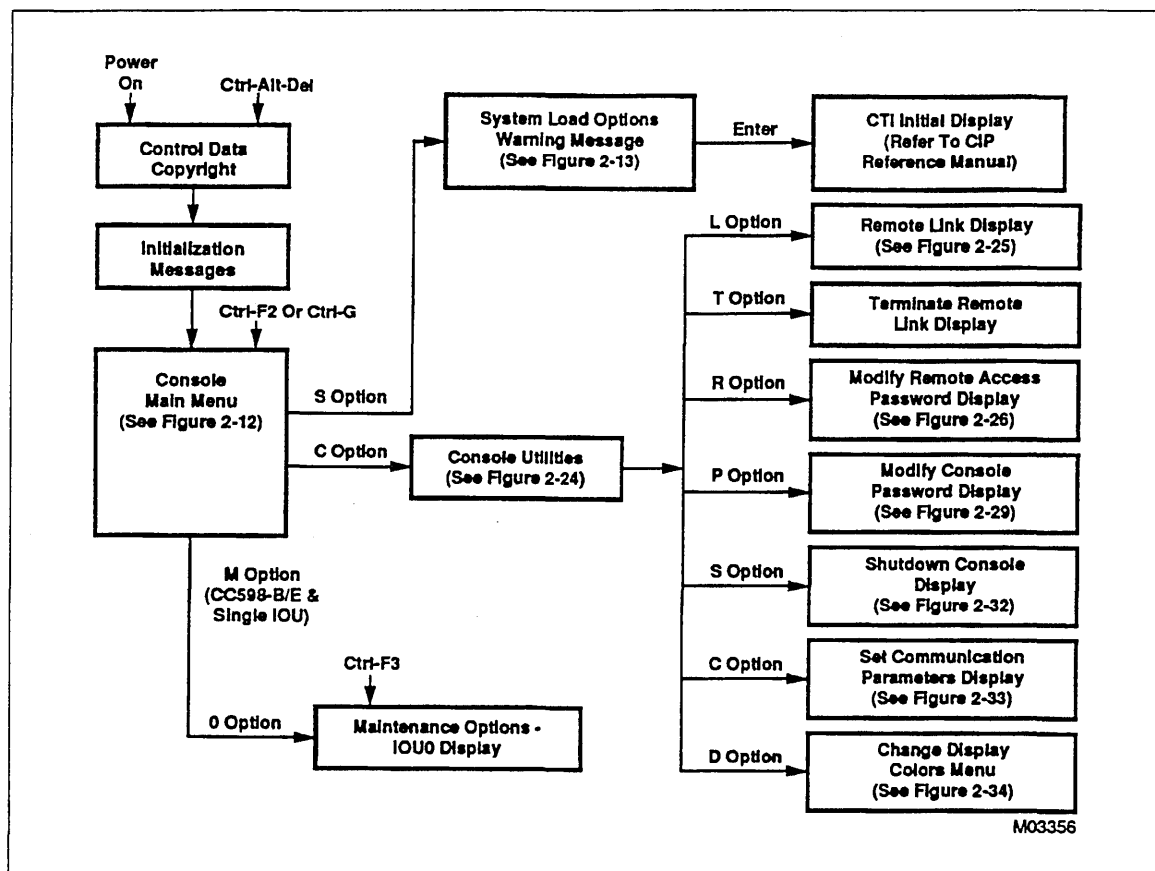 Power
On
Ctrl-Alt-Del
Control Data
Copyright
Initialization
Messages
Ctrl-F2 Or Ctrl-G
Console
Main Menu
(See Figure 2-12)
S Option
System Load Options
Warning Message
(See Figure 2-13)
Enter
CTI Initial Display
(Refer To CIP
Reference Manual)
C Option
Console Utilities
(See Figure 2-24)
L Option
Remote Link Display
(See Figure 2-25)
T Option
Terminate Remote
Link Display
R Option
Modify Remote Access
Password Display
(See Figure 2-26)
P Option
Modify Console
Password Display
(See Figure 2-29)
S Option
Shutdown Console
Display
(See Figure 2-32)
C Option
Set Communication
Parameters Display
(See Figure 2-33)
D Option
Change Display
Colors Menu
(See Figure 2-34)
M Option
(CC598-B/E &
Single IOU)
Ctrl-F3
0 Option
Maintenance Options -
IOU0 Display
M03356